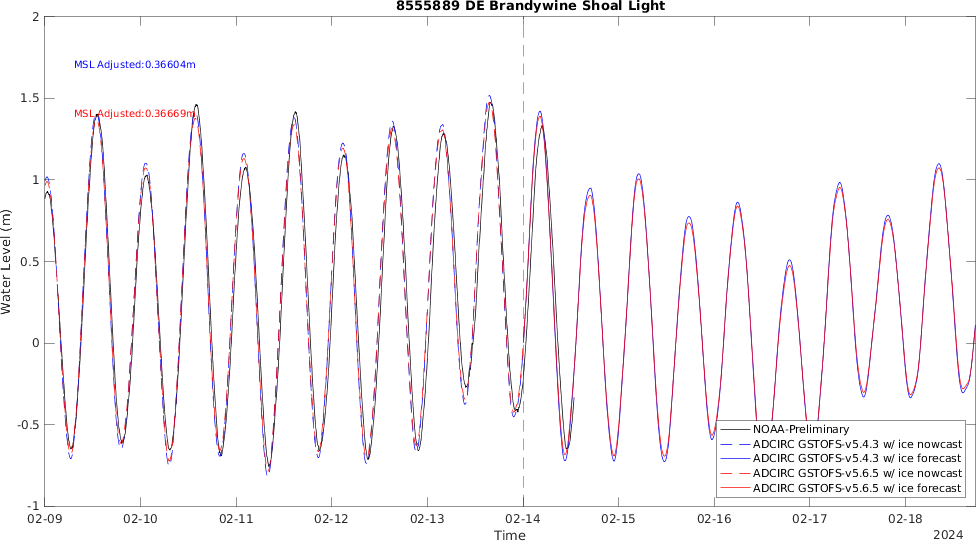 8555889 DE Brandywine Shoal Light
MSL Adjusted:0.36604m
MSL Adjusted:0.36669m
Water Level (m)
2
1.5
1
0.5
0
-0.5
-1
NOAA-Preliminary
ADCIRC GSTOFS-v5.4.3 w/ ice nowcast
ADCIRC GSTOFS-v5.4.3 w/ ice forecast
ADCIRC GSTOFS-v5.6.5 w/ ice nowcast
ADCIRC GSTOFS-v5.6.5 w/ ice forecast
02-09 02-10 02-11 02-12 02-13 02-14 02-15 02-16 02-17 02-18
Time
2024